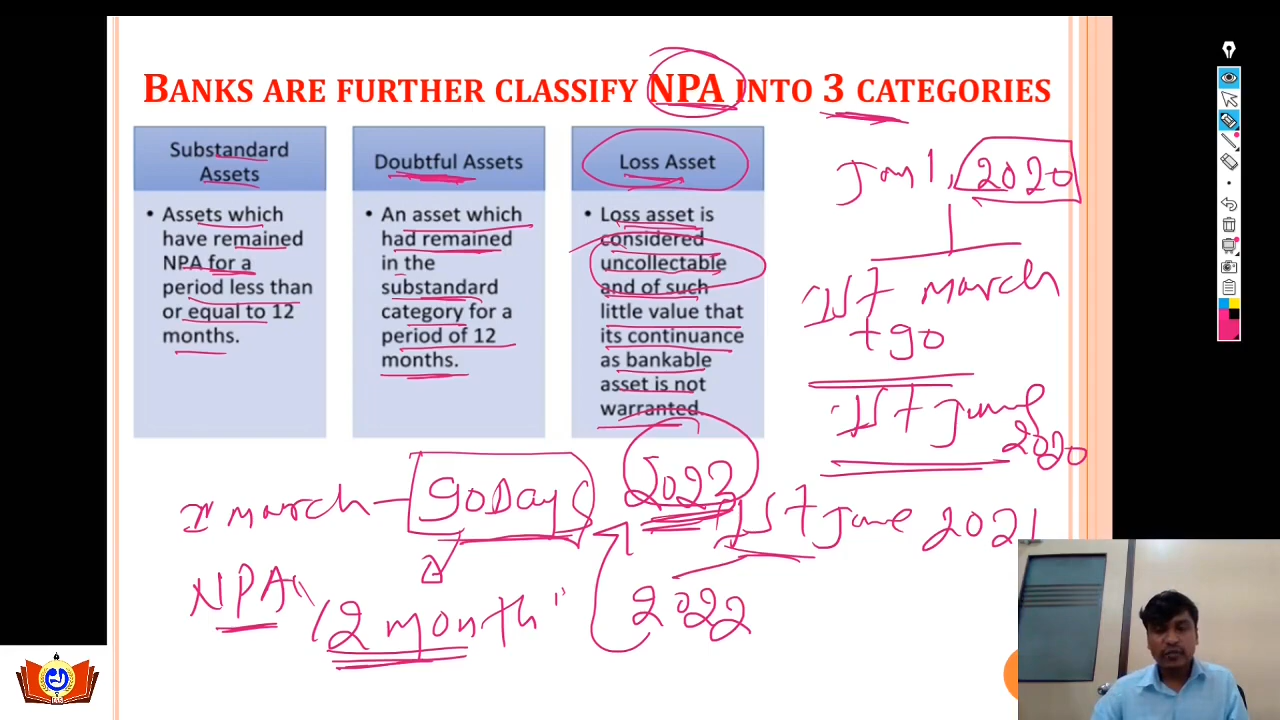 BANKS ARE FURTHER CLASSIFY NPA INTO 3 CATEGORIES
Substandard
Assets
• Assets which
have remained
NPA for a
period less than
or equal to 12
months.
Doubtful Assets
• An asset which
had remained
in the
substandard
category for a
period of 12
months.
Loss Asset
• Loss asset is
considered
uncollectable
and of such
little value that
its continuance
as bankable
asset is not
warranted.
Jan 1, 2020
1st march
+90
1st june
2020
march - 90 Days
NPA
12 month
2023
1st june 2021
2022